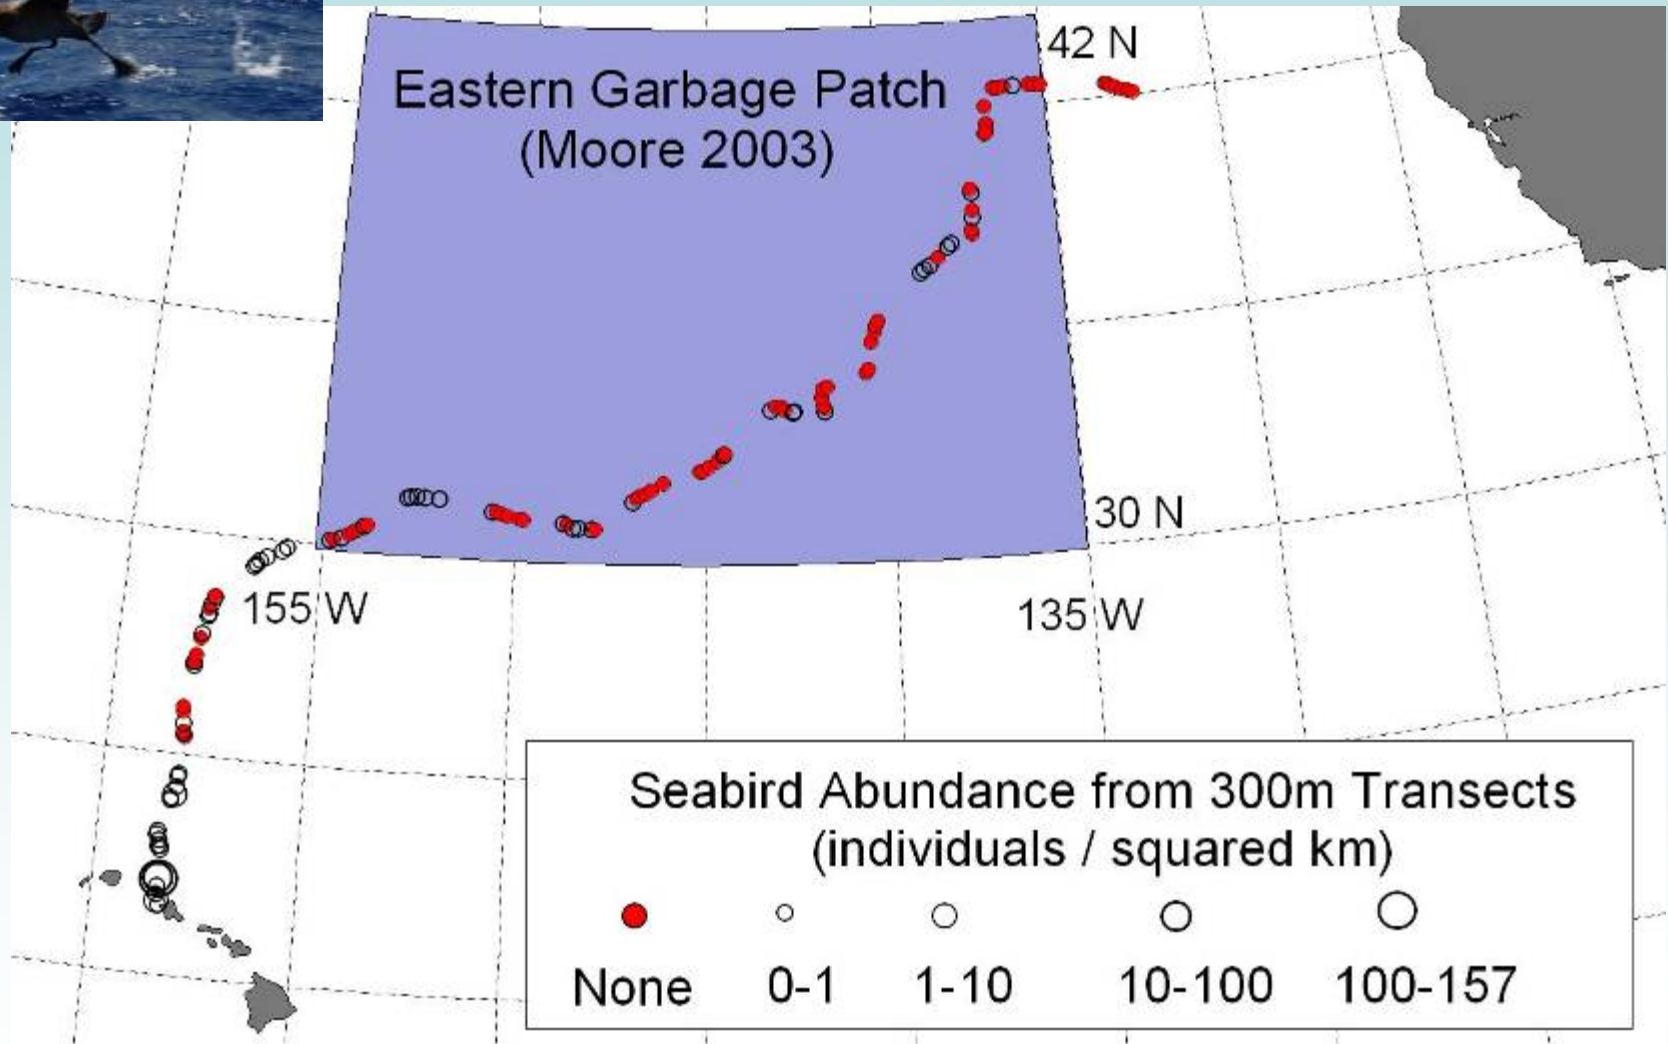 42 N
Eastern Garbage Patch
(Moore 2003)
30 N
155 W
135 W
Seabird Abundance from 300m Transects
(individuals / squared km)
None 0-1 1-10 10-100 100-157